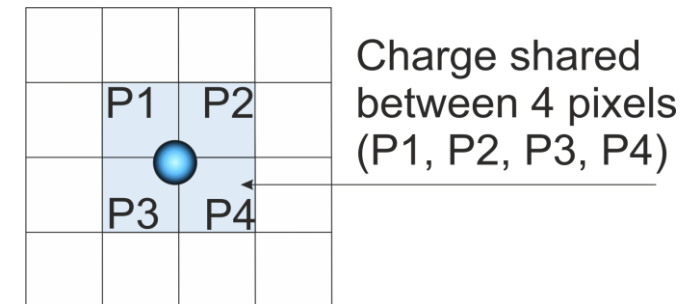 P1 P2
P3 P4
Charge shared
between 4 pixels
(P1, P2, P3, P4)